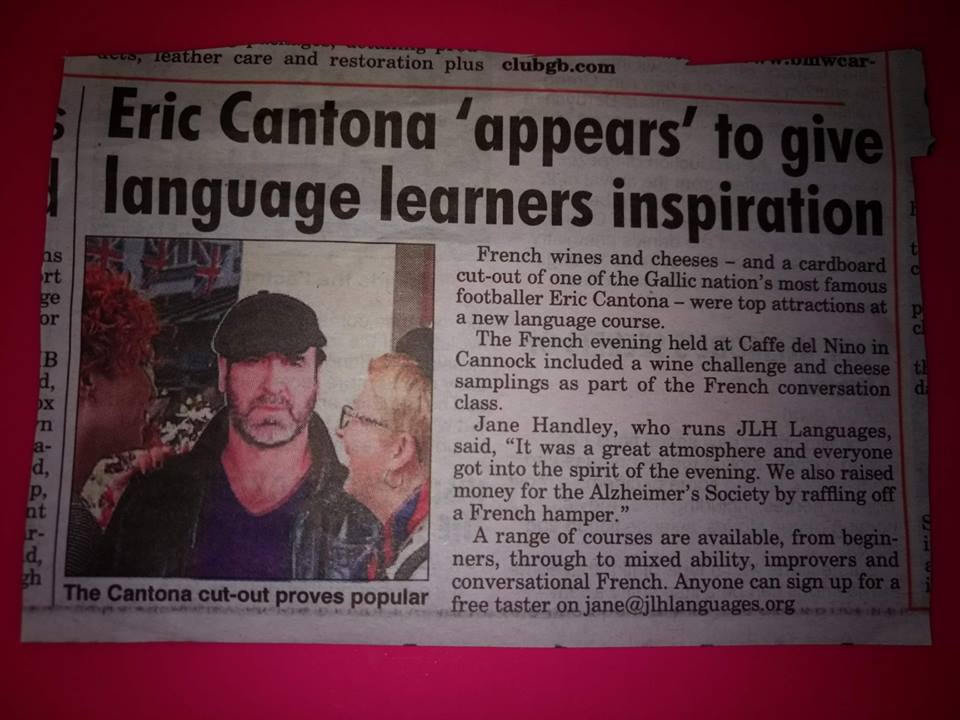 leather care and restoration plus clubgb.com
Eric Cantona 'appears' to give
language learners inspiration
French wines and cheeses – and a cardboard
cut-out of one of the Gallic nation's most famous
footballer Eric Cantona – were top attractions at
a new language course.
The French evening held at Caffe del Nino in
Cannock included a wine challenge and cheese
samplings as part of the French conversation
class.
Jane Handley, who runs JLH Languages,
said, "It was a great atmosphere and everyone
got into the spirit of the evening. We also raised
money for the Alzheimer's Society by raffling off
a French hamper."
A range of courses are available, from begin-
ners, through to mixed ability, improvers and
conversational French. Anyone can sign up for a
free taster on jane@jlhlanguages.org
The Cantona cut-out proves popular